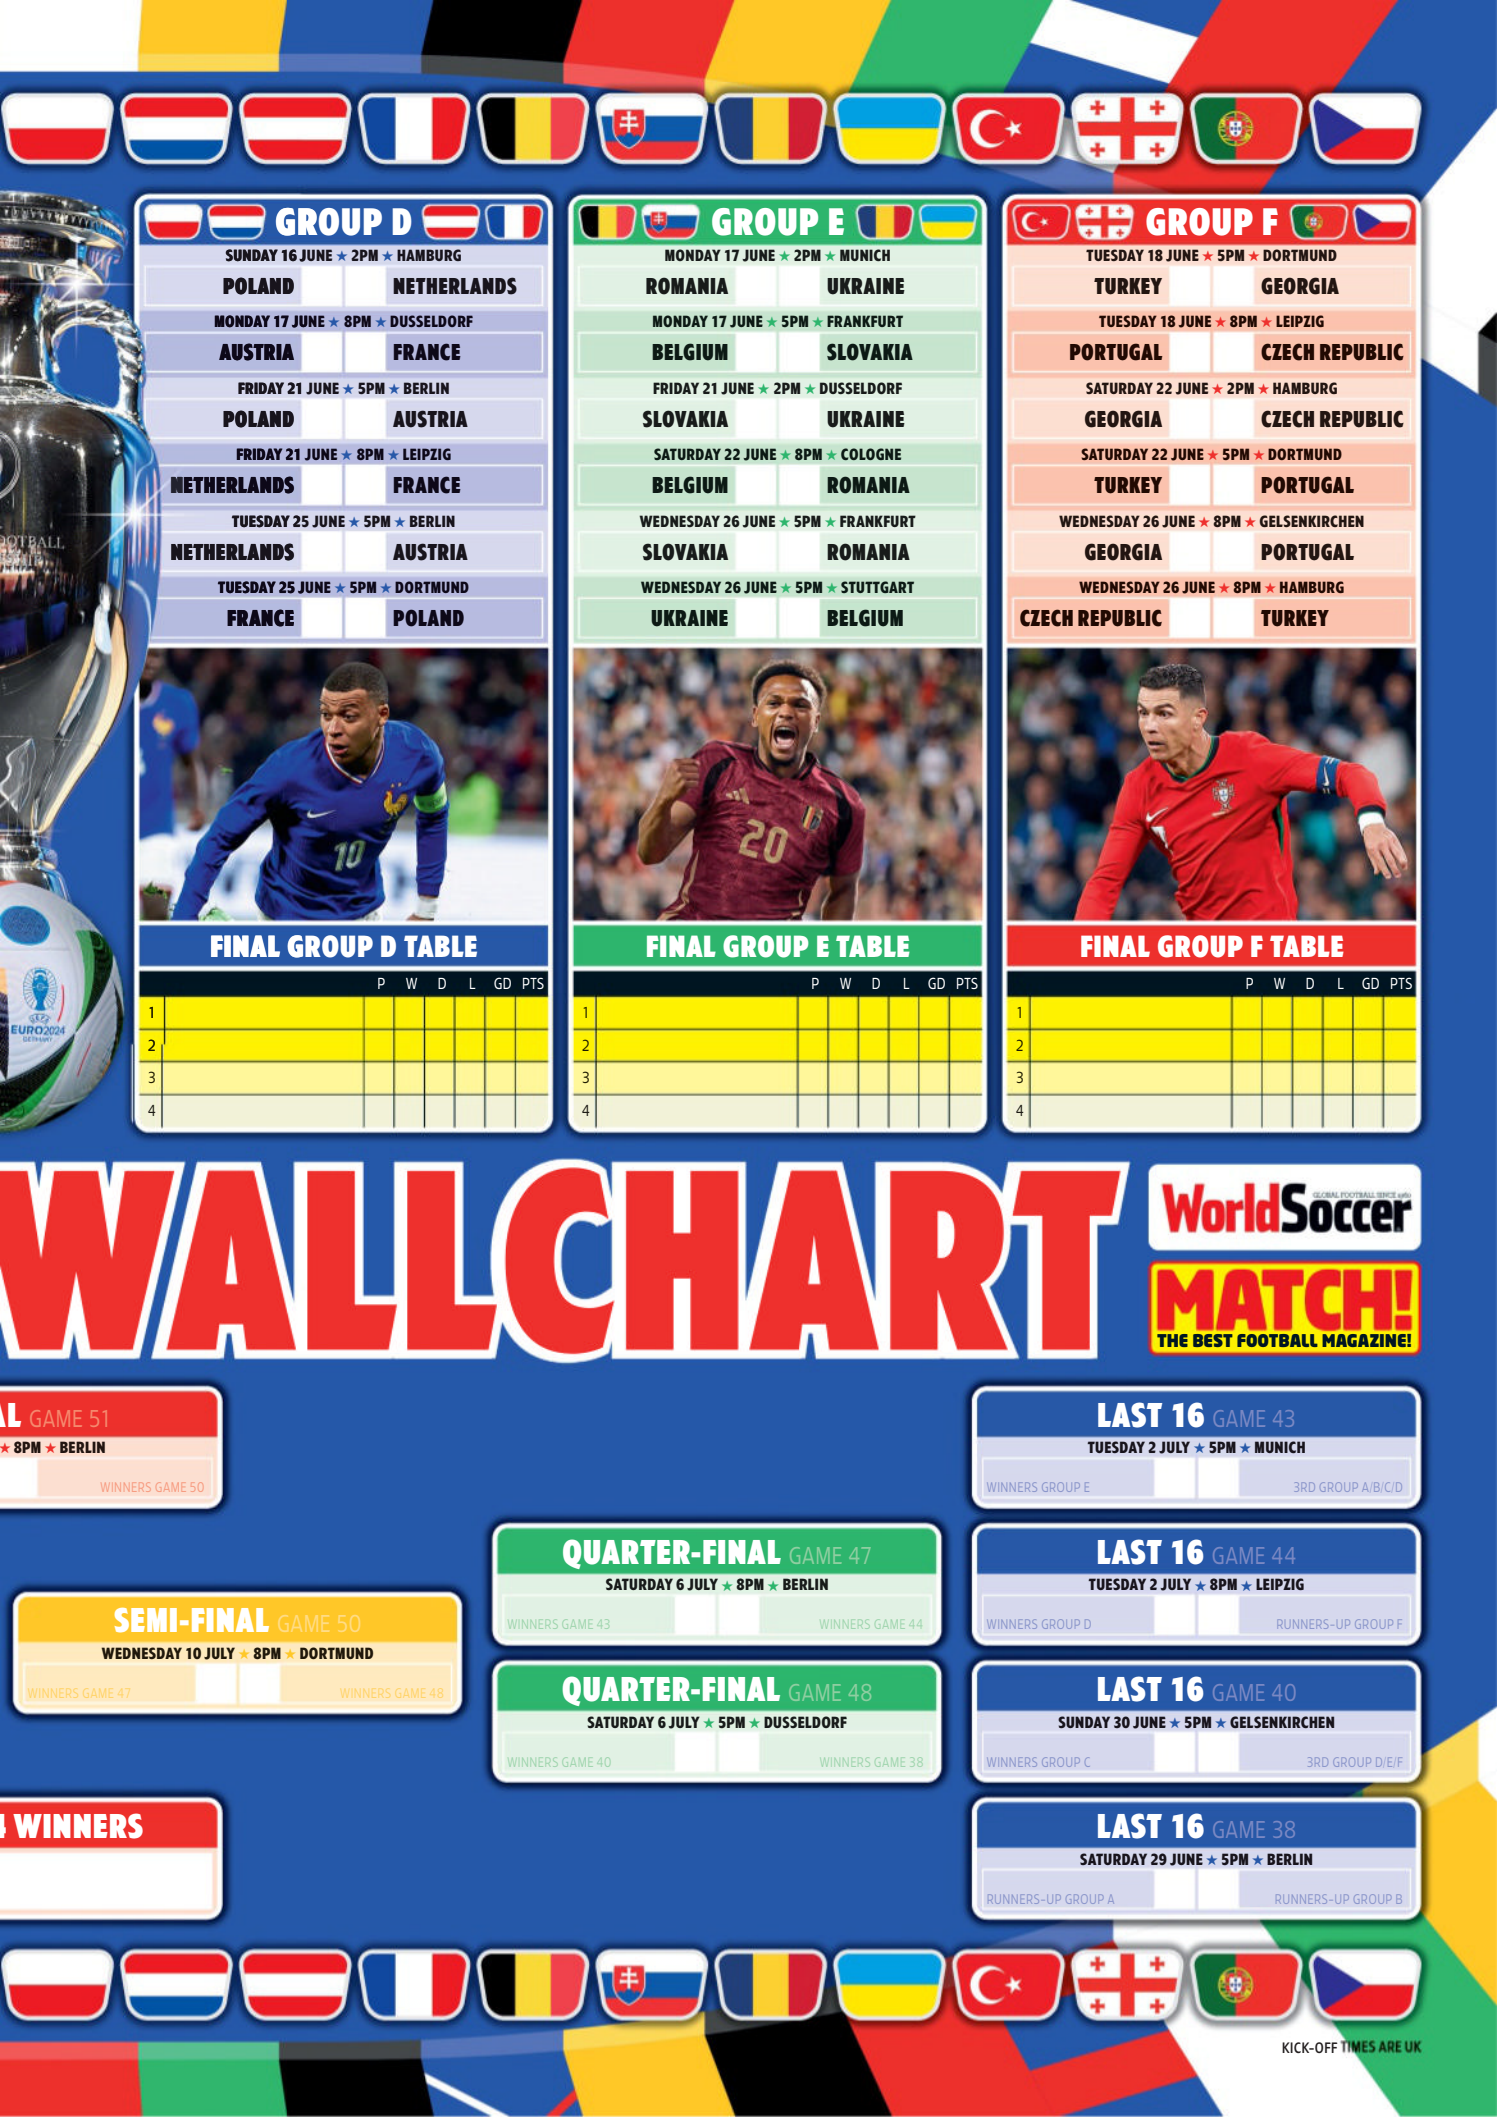 GROUP D
SUNDAY 16 JUNE ★ 2PM ★ HAMBURG
POLAND NETHERLANDS
MONDAY 17 JUNE ★ 8PM ★ DUSSELDORF
AUSTRIA FRANCE
FRIDAY 21 JUNE ★ 5PM ★ BERLIN
POLAND AUSTRIA
FRIDAY 21 JUNE ★ 8PM ★ LEIPZIG
NETHERLANDS FRANCE
TUESDAY 25 JUNE ★ 5PM ★ BERLIN
NETHERLANDS AUSTRIA
TUESDAY 25 JUNE ★ 5PM ★ DORTMUND
FRANCE POLAND
10
FINAL GROUP D TABLE
P W D L GD PTS
1
2
3
4
GROUP E
MONDAY 17 JUNE ★ 2PM ★ MUNICH
ROMANIA UKRAINE
MONDAY 17 JUNE ★ 5PM ★ FRANKFURT
BELGIUM SLOVAKIA
FRIDAY 21 JUNE ★ 2PM ★ DUSSELDORF
SLOVAKIA UKRAINE
SATURDAY 22 JUNE ★ 8PM ★ COLOGNE
BELGIUM ROMANIA
WEDNESDAY 26 JUNE ★ 5PM ★ FRANKFURT
SLOVAKIA ROMANIA
WEDNESDAY 26 JUNE ★ 5PM ★ STUTTGART
UKRAINE BELGIUM
20
FINAL GROUP E TABLE
P W D L GD PTS
1
2
3
4
GROUP F
TUESDAY 18 JUNE ★ 5PM ★ DORTMUND
TURKEY GEORGIA
TUESDAY 18 JUNE ★ 8PM ★ LEIPZIG
PORTUGAL CZECH REPUBLIC
SATURDAY 22 JUNE ★ 2PM ★ HAMBURG
GEORGIA CZECH REPUBLIC
SATURDAY 22 JUNE ★ 5PM ★ DORTMUND
TURKEY PORTUGAL
WEDNESDAY 26 JUNE ★ 8PM ★ GELSENKIRCHEN
GEORGIA PORTUGAL
WEDNESDAY 26 JUNE ★ 8PM ★ HAMBURG
CZECH REPUBLIC TURKEY
FINAL GROUP F TABLE
P W D L GD PTS
1
2
3
4
OOTBALL
UEFA
EURO2024
GERMANY
WALLCHART
GLOBAL FOOTBALL SINCE 1960
WorldSoccer
MATCH!
THE BEST FOOTBALL MAGAZINE!
AL GAME 51
★ 8PM ★ BERLIN
WINNERS GAME 50
SEMI-FINAL GAME 50
WEDNESDAY 10 JULY ★ 8PM ★ DORTMUND
WINNERS GAME 47 WINNERS GAME 48
4 WINNERS
QUARTER-FINAL GAME 47
SATURDAY 6 JULY ★ 8PM ★ BERLIN
WINNERS GAME 43 WINNERS GAME 44
QUARTER-FINAL GAME 48
SATURDAY 6 JULY ★ 5PM ★ DUSSELDORF
WINNERS GAME 40 WINNERS GAME 38
LAST 16 GAME 43
TUESDAY 2 JULY ★ 5PM ★ MUNICH
WINNERS GROUP E 3RD GROUP A/B/C/D
LAST 16 GAME 44
TUESDAY 2 JULY ★ 8PM ★ LEIPZIG
WINNERS GROUP D RUNNERS-UP GROUP F
LAST 16 GAME 40
SUNDAY 30 JUNE ★ 5PM ★ GELSENKIRCHEN
WINNERS GROUP C 3RD GROUP D/E/F
LAST 16 GAME 38
SATURDAY 29 JUNE ★ 5PM ★ BERLIN
RUNNERS-UP GROUP A RUNNERS-UP GROUP B
KICK-OFF TIMES ARE UK